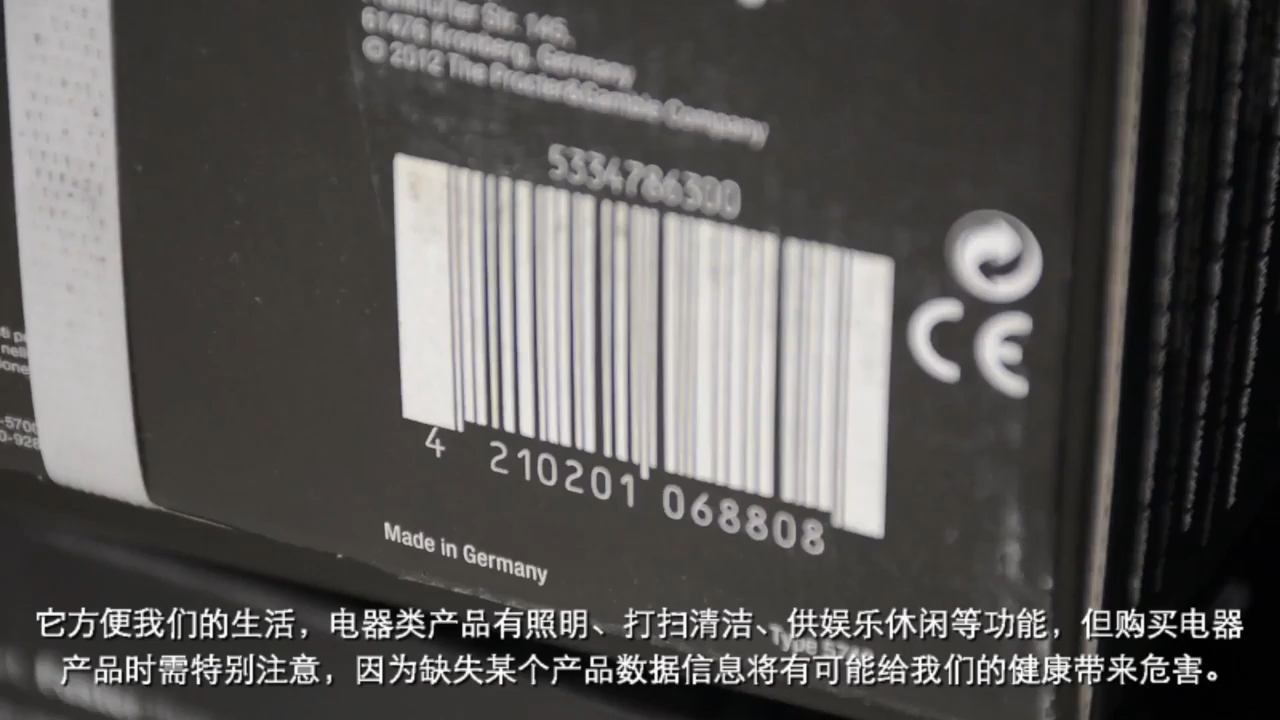 Str. 145,
61476 Kronberg, Germany
© 2012 The Procter&Gamble Company
5334786300
CE
4 210201 068808
Made in Germany
它方便我们的生活，电器类产品有照明、打扫清洁、供娱乐休闲等功能，但购买电器
产品时需特别注意，因为缺失某个产品数据信息将有可能给我们的健康带来危害。